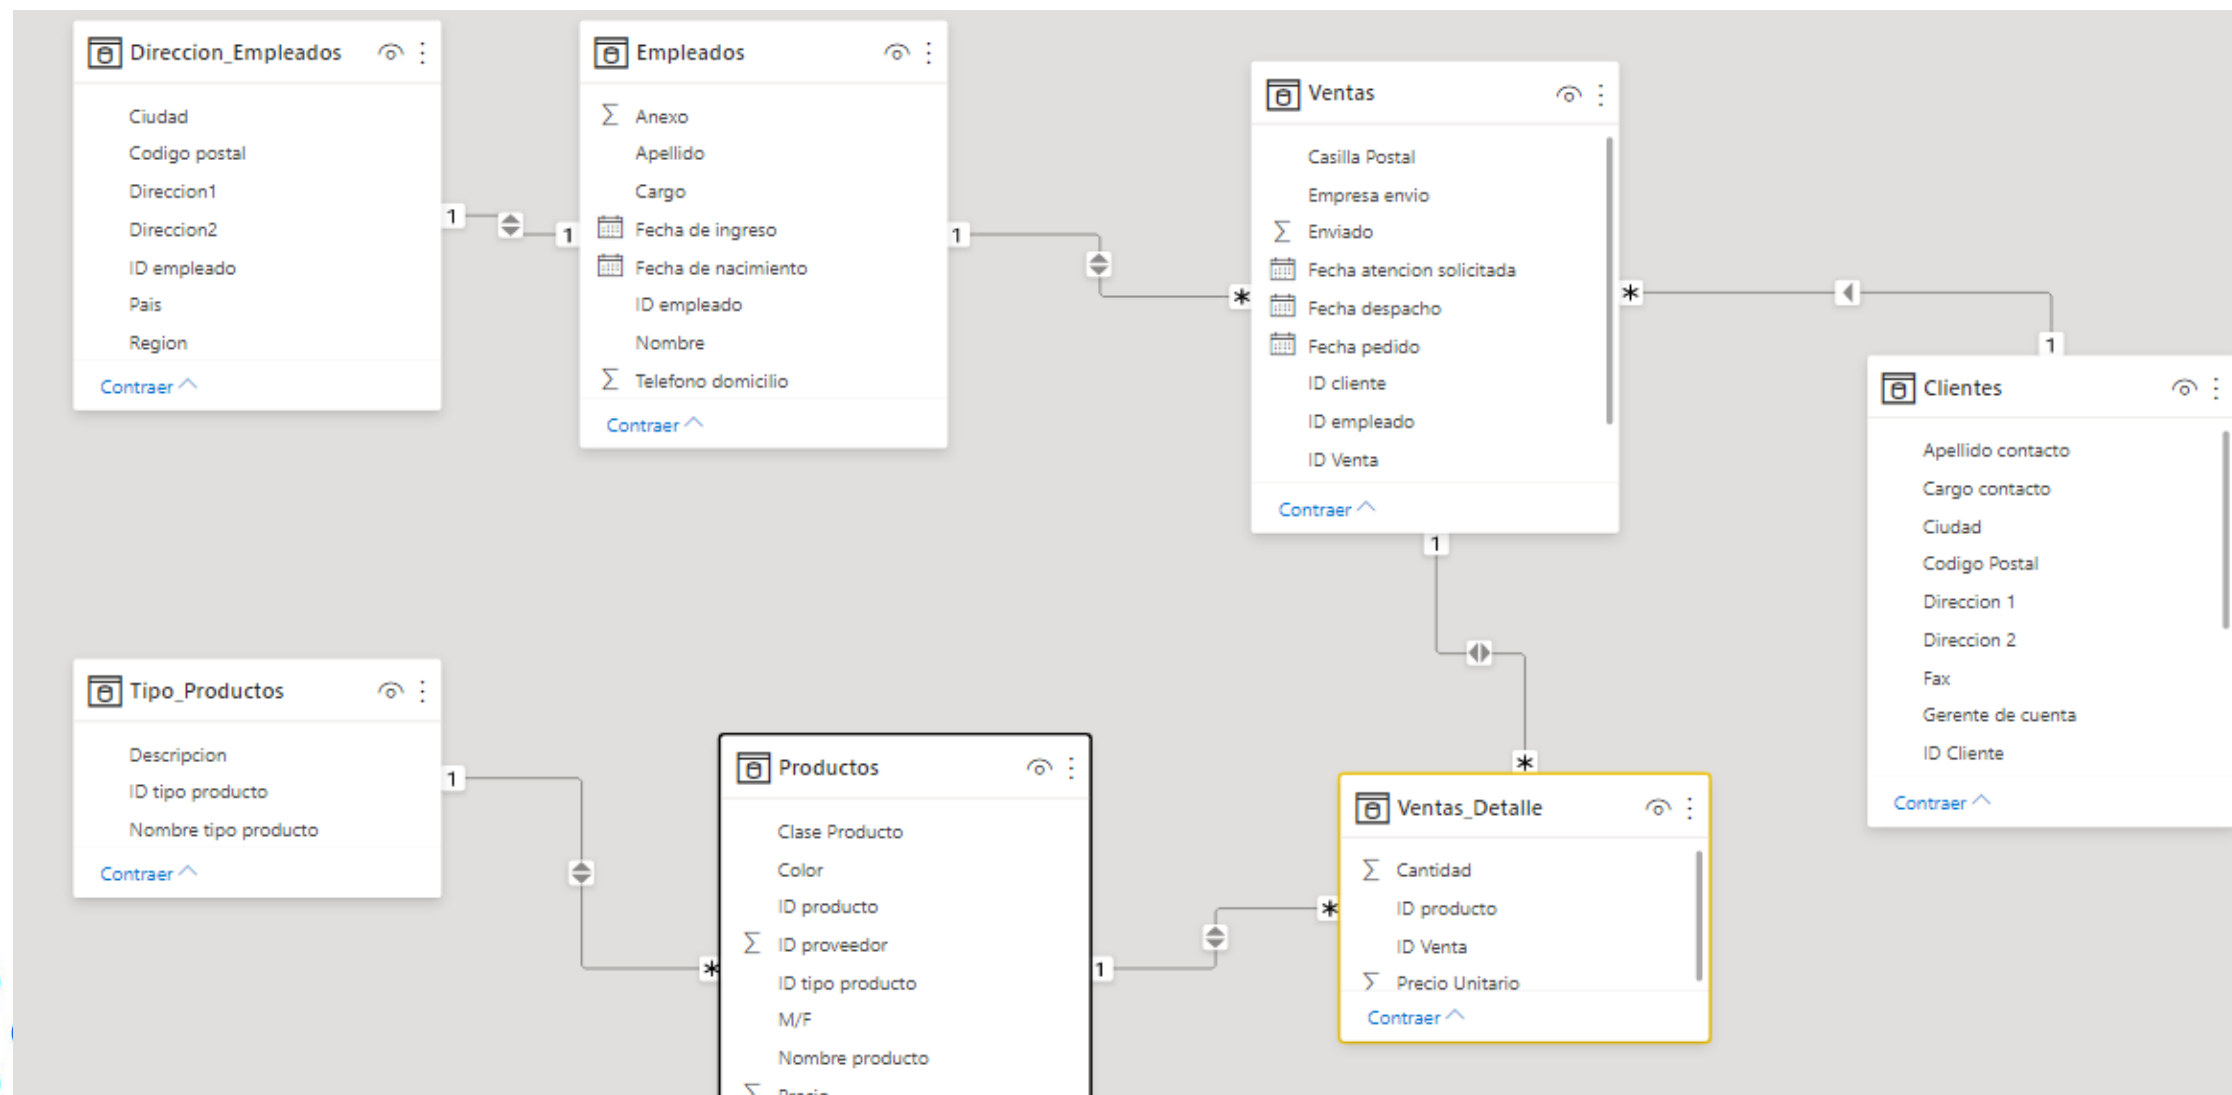 Direccion_Empleados
Ciudad
Codigo postal
Direccion1
Direccion2
ID empleado
Pais
Region
Contraer
1
1
Empleados
Anexo
Apellido
Cargo
Fecha de ingreso
Fecha de nacimiento
ID empleado
Nombre
Telefono domicilio
Contraer
1
*
Ventas
Casilla Postal
Empresa envio
Enviado
Fecha atencion solicitada
Fecha despacho
Fecha pedido
ID cliente
ID empleado
ID Venta
Contraer
*
1
1
*
Clientes
Apellido contacto
Cargo contacto
Ciudad
Codigo Postal
Direccion 1
Direccion 2
Fax
Gerente de cuenta
ID Cliente
Contraer
Tipo_Productos
Descripcion
ID tipo producto
Nombre tipo producto
Contraer
1
*
Productos
Clase Producto
Color
ID producto
ID proveedor
ID tipo producto
M/F
Nombre producto
Precio
1
*
Ventas_Detalle
Cantidad
ID producto
ID Venta
Precio Unitario
Contraer